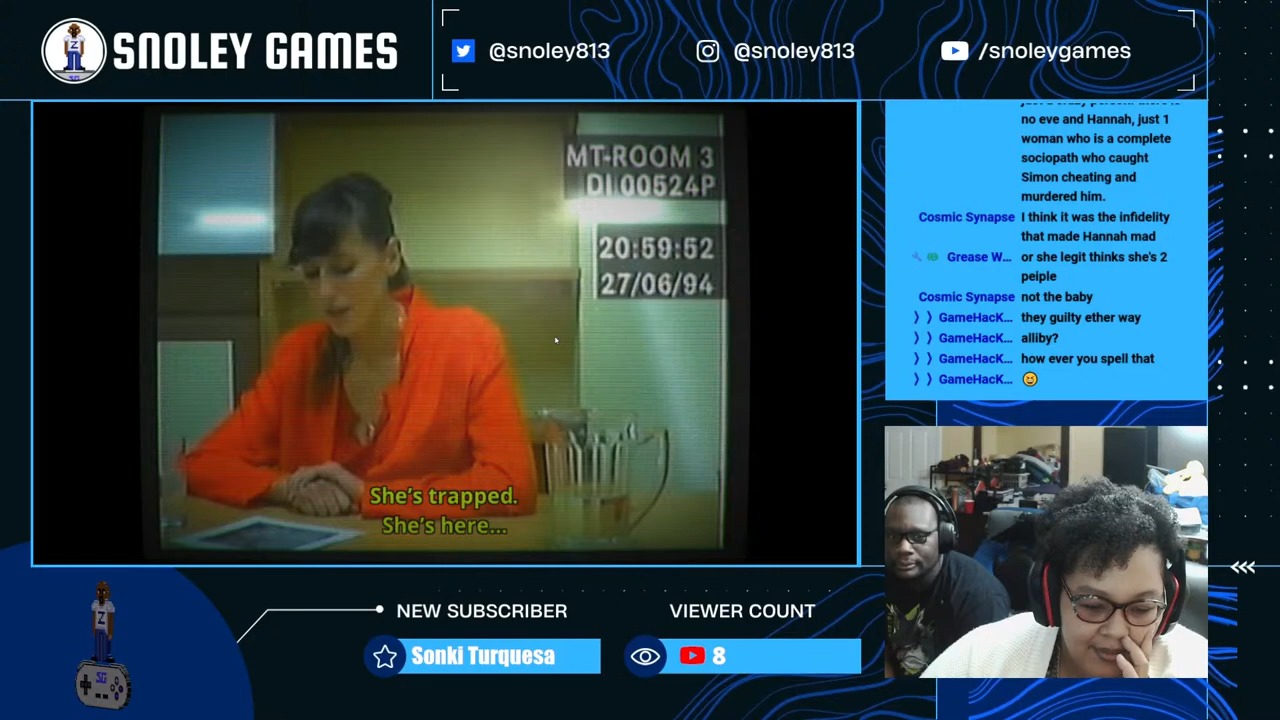 SNOLEY GAMES
@snoley813
@snoley813
/snoleygames
MT-ROOM 3
DI 00524P
20:59:52
27/06/94
She's trapped.
She's here...
no eve and Hannah, just 1
woman who is a complete
sociopath who caught
Simon cheating and
murdered him.
Cosmic Synapse I think it was the infidelity
that made Hannah mad
Grease W... or she legit thinks she's 2
peiple
Cosmic Synapse not the baby
GameHacK... they guilty ether way
GameHacK... alliby?
GameHacK... how ever you spell that
GameHacK...
NEW SUBSCRIBER
Sonki Turquesa
VIEWER COUNT
8
Z
Z
SG